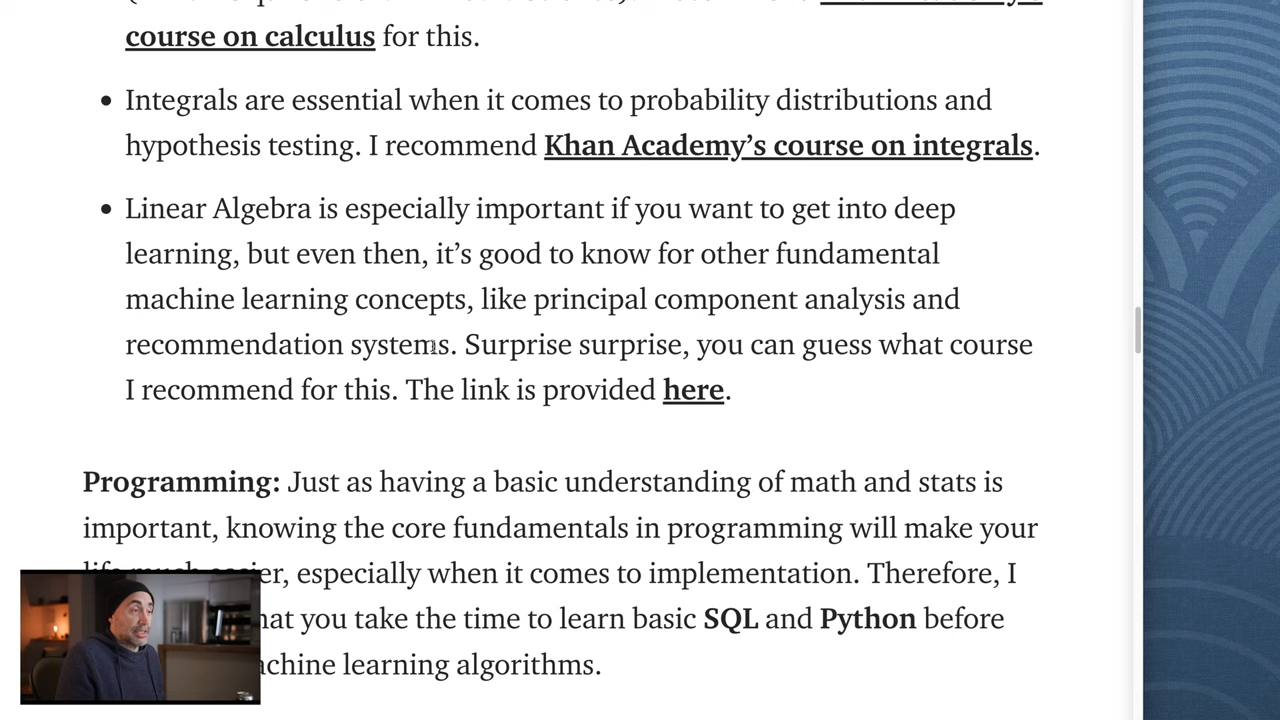 course on calculus for this.
• Integrals are essential when it comes to probability distributions and
hypothesis testing. I recommend Khan Academy’s course on integrals.
• Linear Algebra is especially important if you want to get into deep
learning, but even then, it’s good to know for other fundamental
machine learning concepts, like principal component analysis and
recommendation systems. Surprise surprise, you can guess what course
I recommend for this. The link is provided here.
Programming: Just as having a basic understanding of math and stats is
important, knowing the core fundamentals in programming will make your
life much easier, especially when it comes to implementation. Therefore, I
that you take the time to learn basic SQL and Python before
machine learning algorithms.